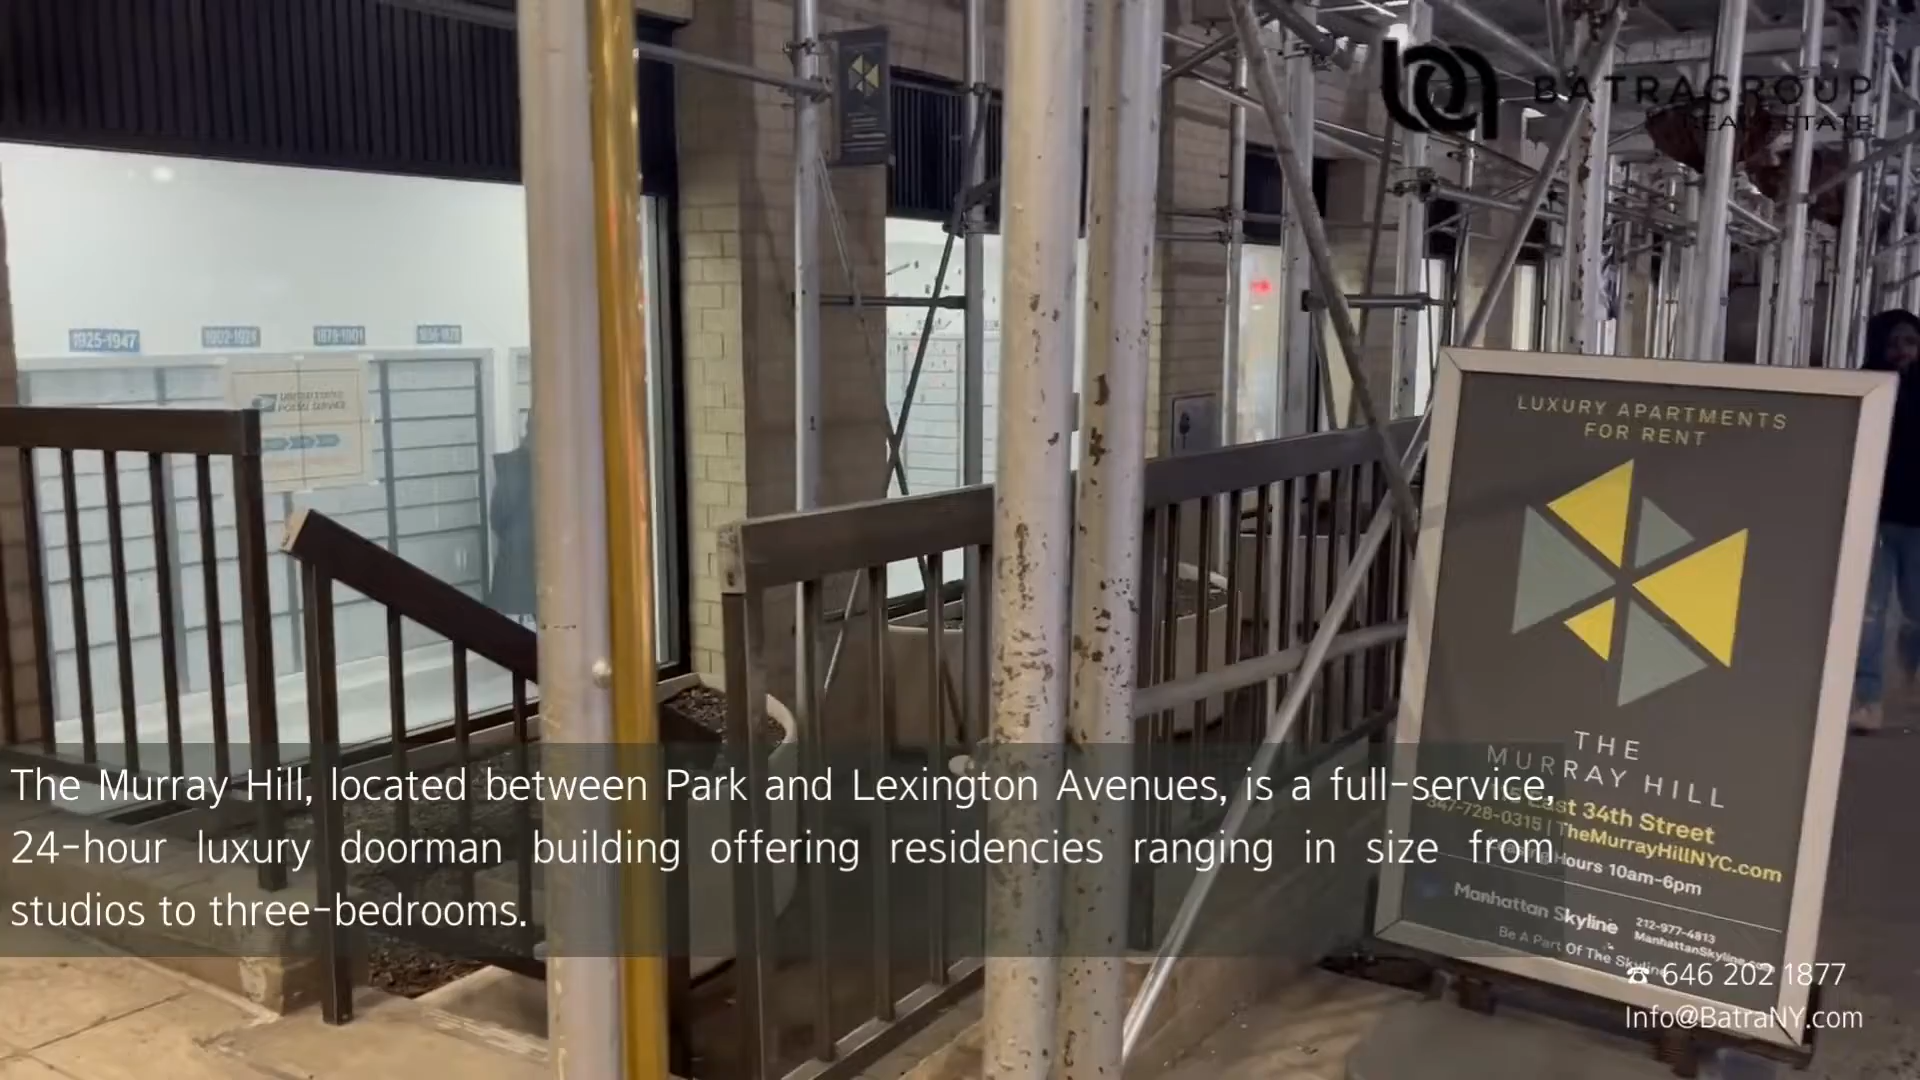 BATRAGROUP
REAL ESTATE
1925-1947
1902-1924
1879-1901
1856-1878
LUXURY APARTMENTS
FOR RENT
THE
MURRAY HILL
East 34th Street
347-728-0315 | TheMurrayHillNYC.com
Hours 10am-6pm
Manhattan Skyline
212-977-4813
ManhattanSkyline.com
Be A Part Of The Skyline
The Murray Hill, located between Park and Lexington Avenues, is a full-service,
24-hour luxury doorman building offering residencies ranging in size from
studios to three-bedrooms.
☎ 646 202 1877
Info@BatraNY.com